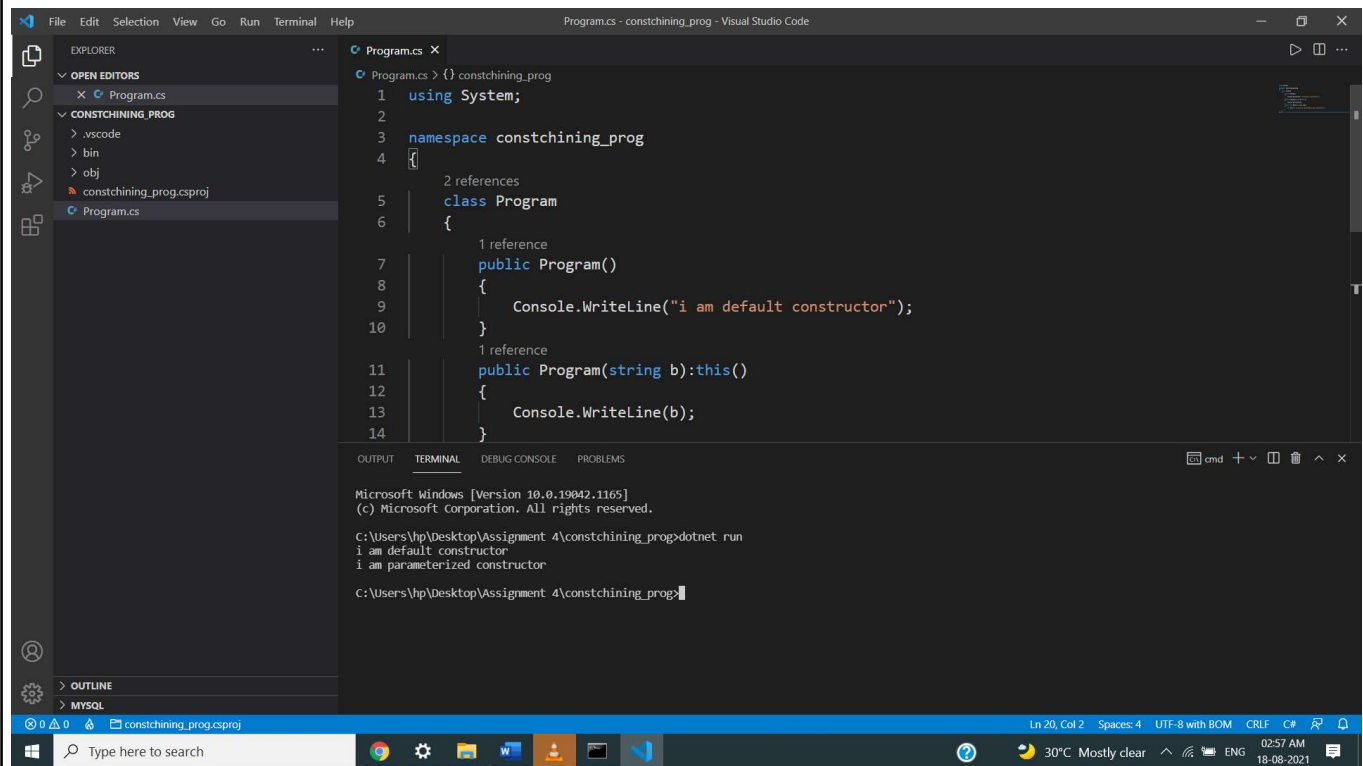 File Edit Selection View Go Run Terminal Help
Program.cs - constchining_prog - Visual Studio Code
EXPLORER
OPEN EDITORS
Program.cs
CONSTCHINING_PROG
.vscode
bin
obj
constchining_prog.csproj
Program.cs
OUTLINE
MYSQL
Program.cs
Program.cs > {} constchining_prog
1 using System;
2
3 namespace constchining_prog
4 {
2 references
5 class Program
6 {
1 reference
7 public Program()
8 {
9 Console.WriteLine("i am default constructor");
10 }
1 reference
11 public Program(string b):this()
12 {
13 Console.WriteLine(b);
14 }
OUTPUT TERMINAL DEBUG CONSOLE PROBLEMS
cmd
Microsoft Windows [Version 10.0.19042.1165]
(c) Microsoft Corporation. All rights reserved.
C:\Users\hp\Desktop\Assignment 4\constchining_prog>dotnet run
i am default constructor
i am parameterized constructor
C:\Users\hp\Desktop\Assignment 4\constchining_prog>
0 0 constchining_prog.csproj
Ln 20, Col 2 Spaces: 4 UTF-8 with BOM CRLF C#
Type here to search
30°C Mostly clear ENG
02:57 AM
18-08-2021